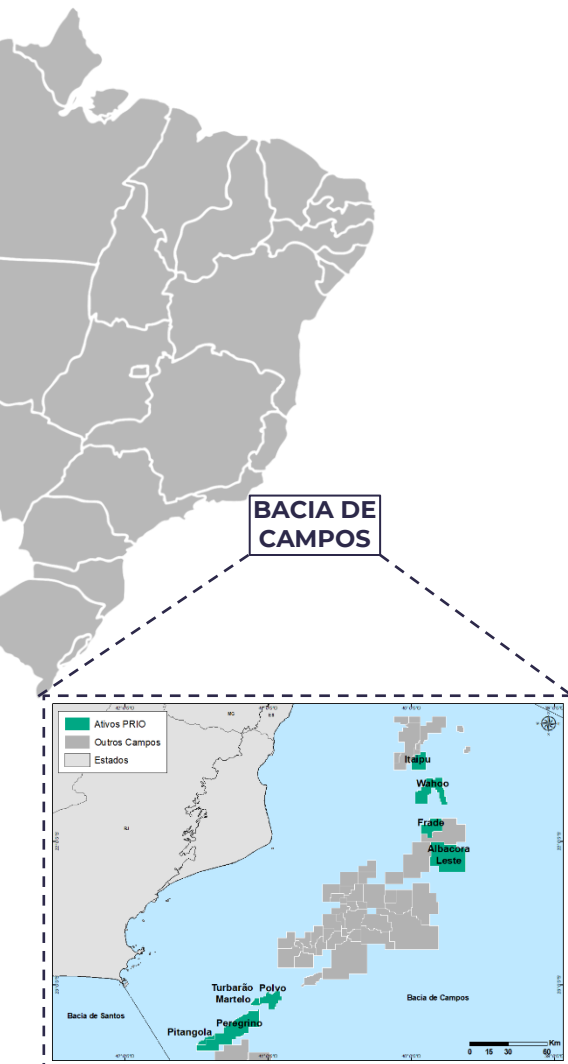 BACIA DE
CAMPOS
Ativos PRIO
Outros Campos
Estados
MG
ES
RJ
Itaipu
Wahoo
Frade
Albacora
Leste
Turbarão
Martelo
Polvo
Peregrino
Pitangola
Bacia de Santos
Bacia de Campos
Km
0 15 30 60